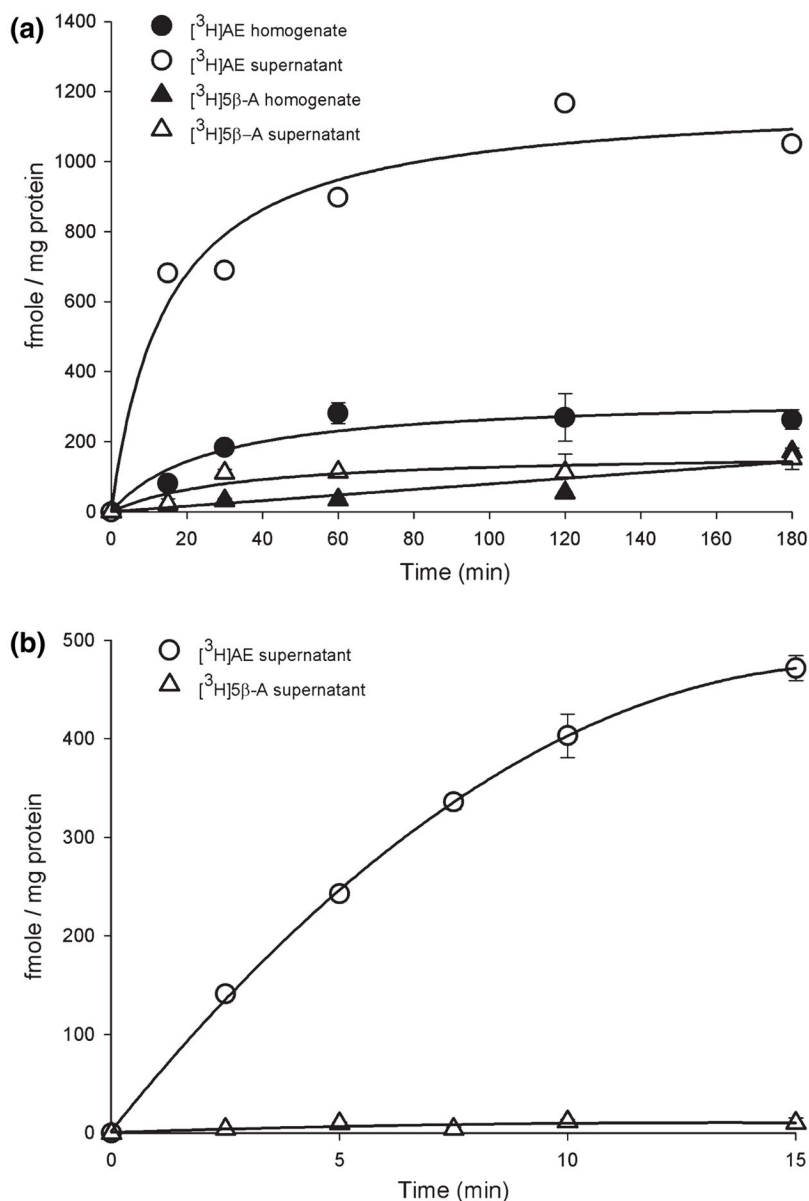 (a)
[³H]AE homogenate
[³H]AE supernatant
[³H]5β-A homogenate
[³H]5β–A supernatant
fmole / mg protein
1400
1200
1000
800
600
400
200
0
0 20 40 60 80 100 120 140 160 180
Time (min)
(b)
[³H]AE supernatant
[³H]5β-A supernatant
fmole / mg protein
500
400
300
200
100
0
0 5 10 15
Time (min)